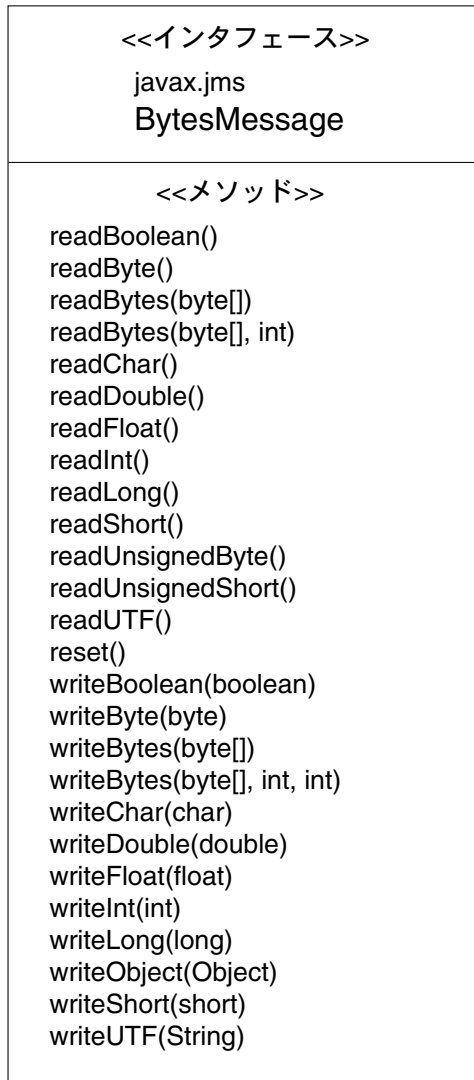 <<インタフェース>>
javax.jms
BytesMessage
<<メソッド>>
readBoolean()
readByte()
readBytes(byte[])
readBytes(byte[], int)
readChar()
readDouble()
readFloat()
readInt()
readLong()
readShort()
readUnsignedByte()
readUnsignedShort()
readUTF()
reset()
writeBoolean(boolean)
writeByte(byte)
writeBytes(byte[])
writeBytes(byte[], int, int)
writeChar(char)
writeDouble(double)
writeFloat(float)
writeInt(int)
writeLong(long)
writeObject(Object)
writeShort(short)
writeUTF(String)